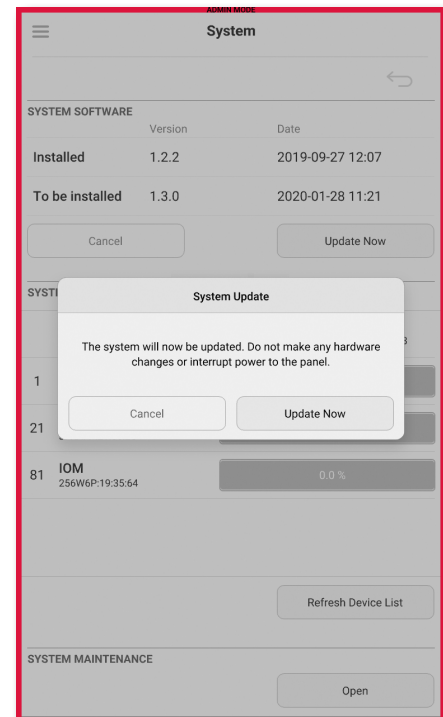 ADMIN MODE
System
SYSTEM SOFTWARE
Version Date
Installed 1.2.2 2019-09-27 12:07
To be installed 1.3.0 2020-01-28 11:21
Cancel Update Now
SYSTE
System Update
The system will now be updated. Do not make any hardware
changes or interrupt power to the panel.
Cancel Update Now
1
21
81 IOM 0.0 %
256W6P:19:35:64
Refresh Device List
SYSTEM MAINTENANCE
Open